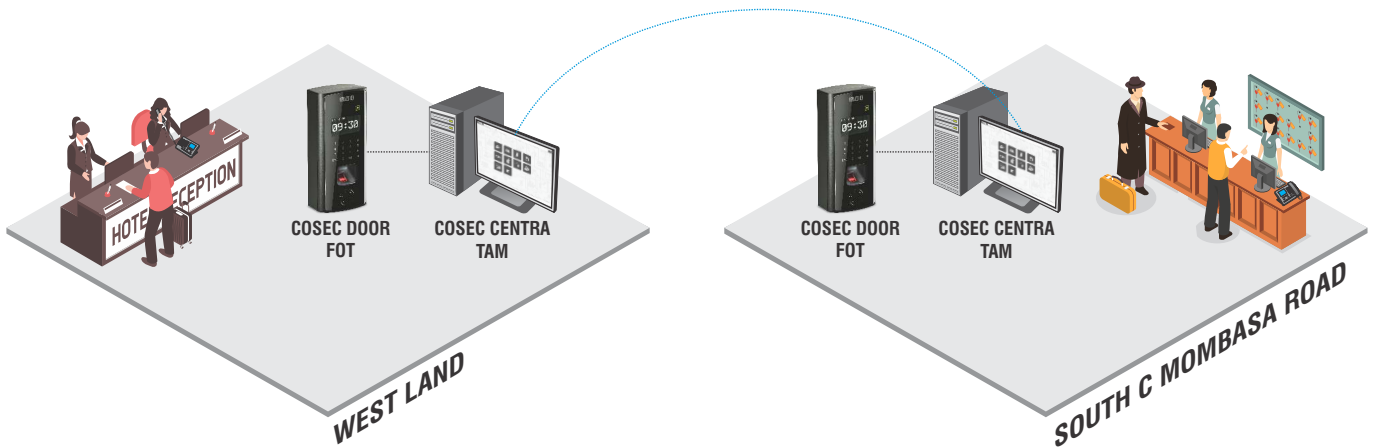 HOTEL RECEPTION
09:30
COSEC DOOR
FOT
COSEC CENTRA
TAM
WEST LAND
09:30
COSEC DOOR
FOT
COSEC CENTRA
TAM
SOUTH C MOMBASA ROAD